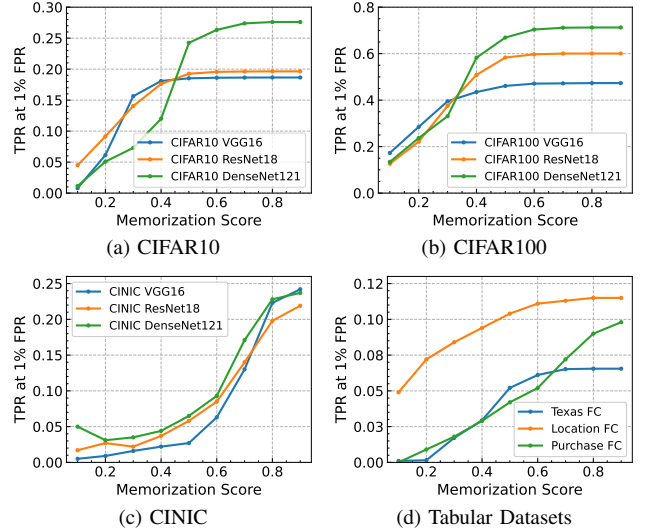 TPR at 1% FPR
0.30
0.25
0.20
0.15
0.10
0.05
0.00
CIFAR10 VGG16
CIFAR10 ResNet18
CIFAR10 DenseNet121
0.2 0.4 0.6 0.8
Memorization Score
(a) CIFAR10
TPR at 1% FPR
0.8
0.6
0.4
0.2
0.0
CIFAR100 VGG16
CIFAR100 ResNet18
CIFAR100 DenseNet121
0.2 0.4 0.6 0.8
Memorization Score
(b) CIFAR100
TPR at 1% FPR
0.25
0.20
0.15
0.10
0.05
0.00
CINIC VGG16
CINIC ResNet18
CINIC DenseNet121
0.2 0.4 0.6 0.8
Memorization Score
(c) CINIC
TPR at 1% FPR
0.12
0.10
0.08
0.05
0.03
0.00
Texas FC
Location FC
Purchase FC
0.2 0.4 0.6 0.8
Memorization Score
(d) Tabular Datasets